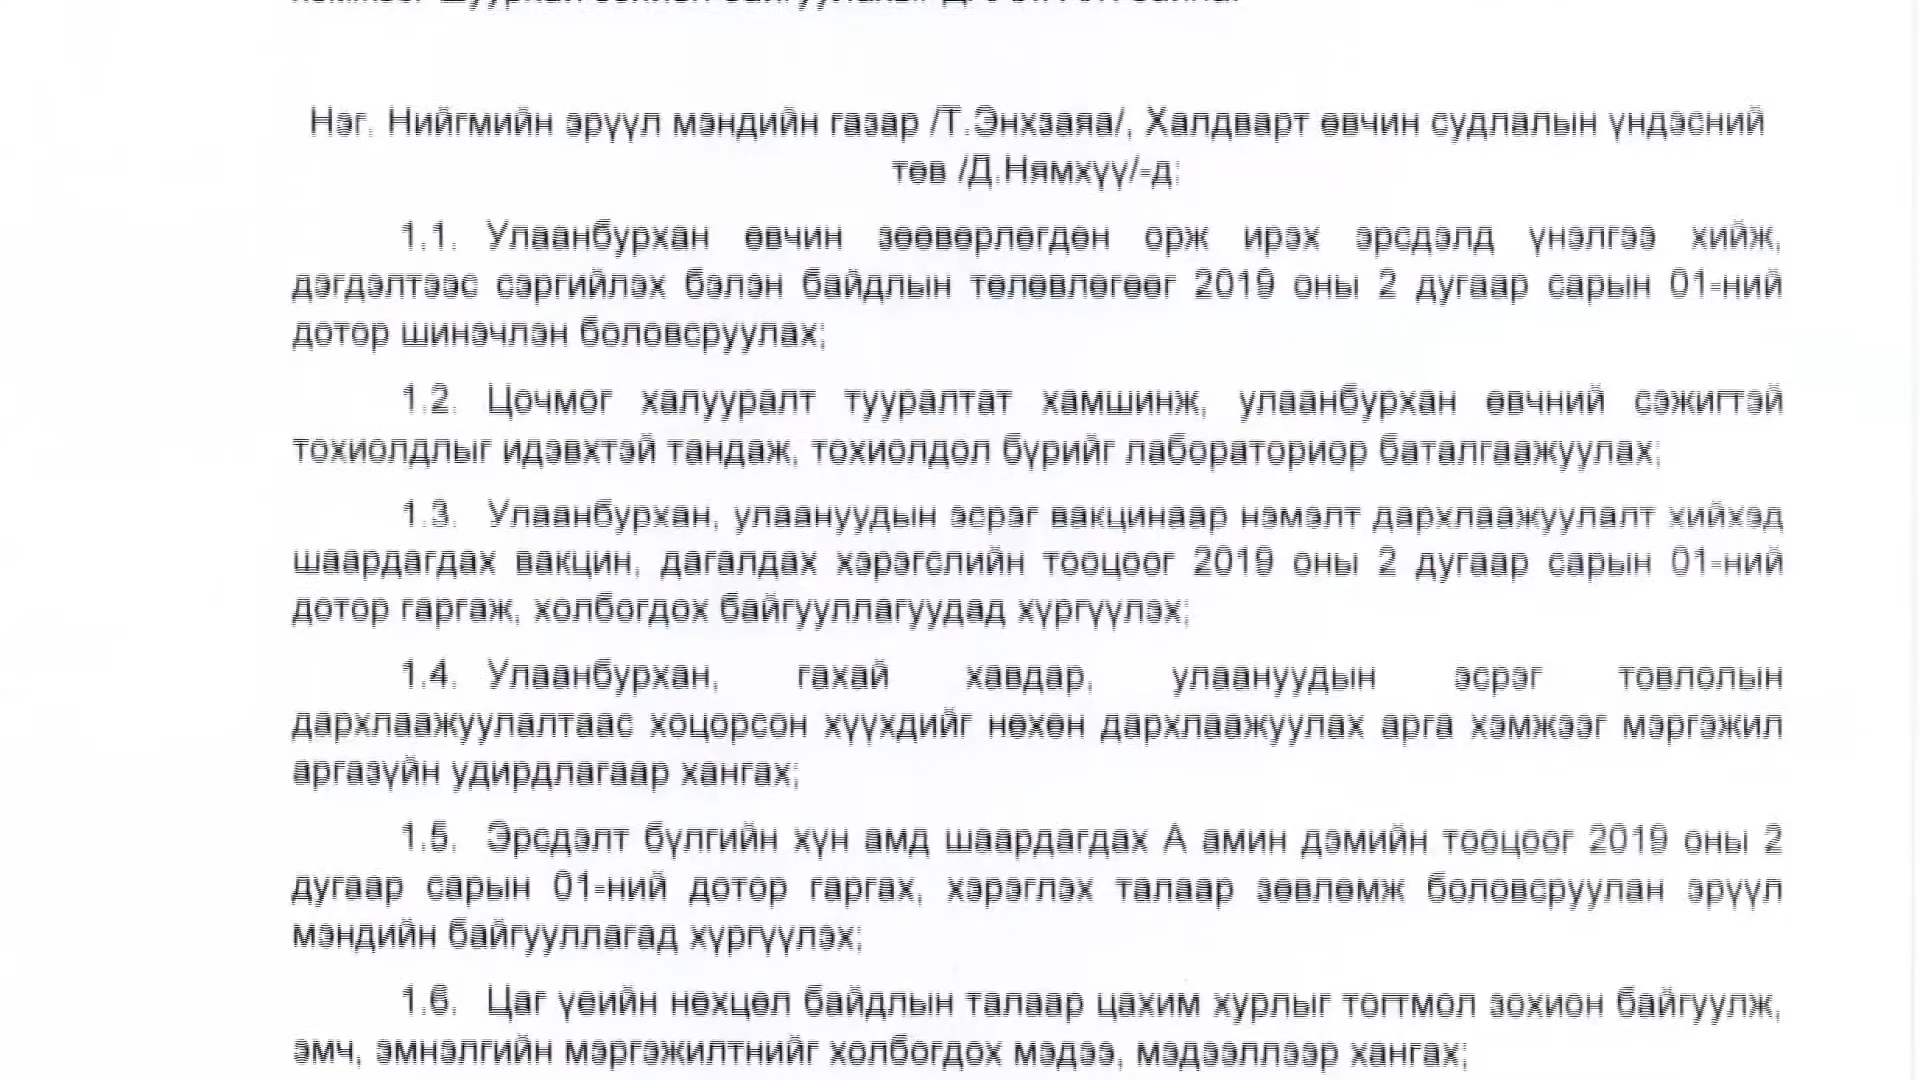 Нэг. Нийгмийн эрүүл мэндийн газар /Т.Энхзаяа/, Халдварт өвчин судлалын үндэсний
төв /Д.Нямхүү/-д:
1.1. Улаанбурхан өвчин зөөвөрлөгдөн орж ирэх эрсдэлд үнэлгээ хийж,
дэгдэлтээс сэргийлэх бэлэн байдлын төлөвлөгөөг 2019 оны 2 дугаар сарын 01-ний
дотор шинэчлэн боловсруулах;
1.2. Цочмог халууралт тууралтат хамшинж, улаанбурхан өвчний сэжигтэй
тохиолдлыг идэвхтэй тандаж, тохиолдол бүрийг лабораториор баталгаажуулах;
1.3. Улаанбурхан, улаануудын эсрэг вакцинаар нэмэлт дархлаажуулалт хийхэд
шаардагдах вакцин, дагалдах хэрэгслийн тооцоог 2019 оны 2 дугаар сарын 01-ний
дотор гаргаж, холбогдох байгууллагуудад хүргүүлэх;
1.4. Улаанбурхан, гахай хавдар, улаануудын эсрэг товлолын
дархлаажуулалтаас хоцорсон хүүхдийг нөхөн дархлаажуулах арга хэмжээг мэргэжил
аргазүйн удирдлагаар хангах;
1.5. Эрсдэлт бүлгийн хүн амд шаардагдах А амин дэмийн тооцоог 2019 оны 2
дугаар сарын 01-ний дотор гаргах, хэрэглэх талаар зөвлөмж боловсруулан эрүүл
мэндийн байгууллагад хүргүүлэх;
1.6. Цаг үеийн нөхцөл байдлын талаар цахим хурлыг тогтмол зохион байгуулж,
эмч, эмнэлгийн мэргэжилтнийг холбогдох мэдээ, мэдээллээр хангах;